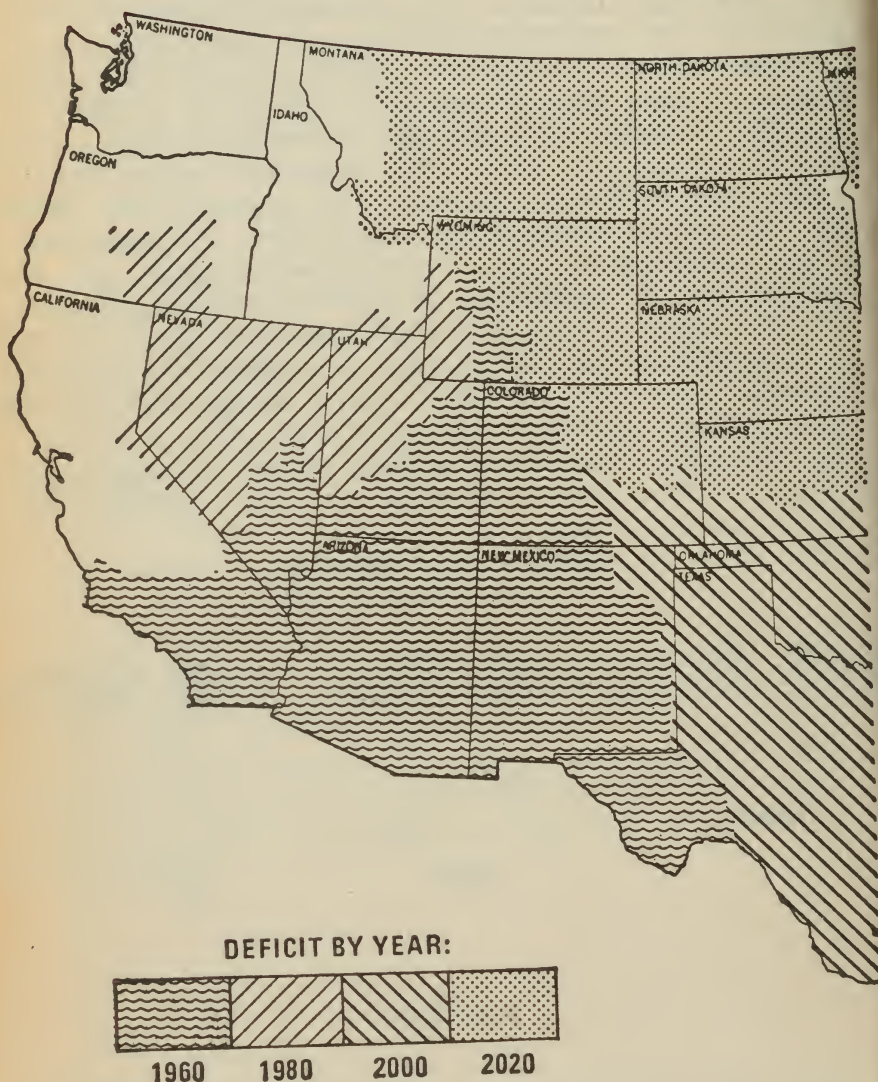 WASHINGTON
MONTANA
NORTH DAKOTA
IDAHO
OREGON
SOUTH DAKOTA
WYOMING
CALIFORNIA
NEVADA
NEBRASKA
UTAH
COLORADO
KANSAS
ARIZONA
NEW MEXICO
OKLAHOMA
TEXAS
DEFICIT BY YEAR:
1960 1980 2000 2020